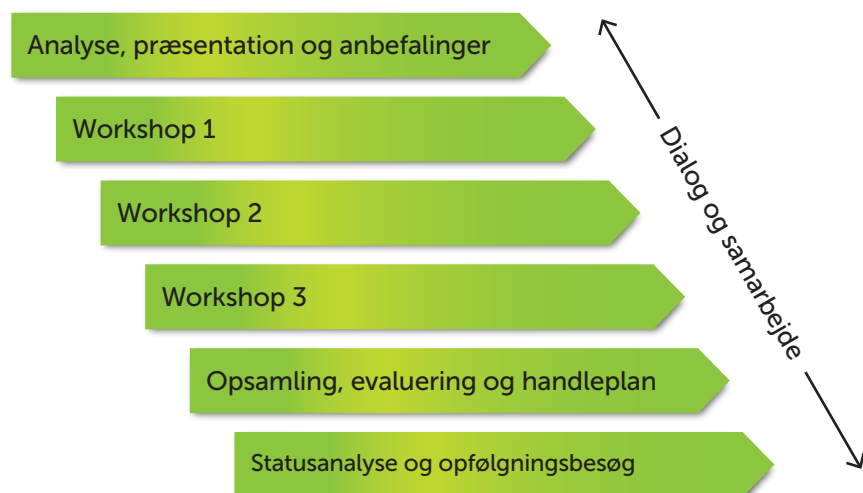 Analyse, præsentation og anbefalinger
Workshop 1
Workshop 2
Workshop 3
Opsamling, evaluering og handleplan
Statusanalyse og opfølgningsbesøg
Dialog og samarbejde